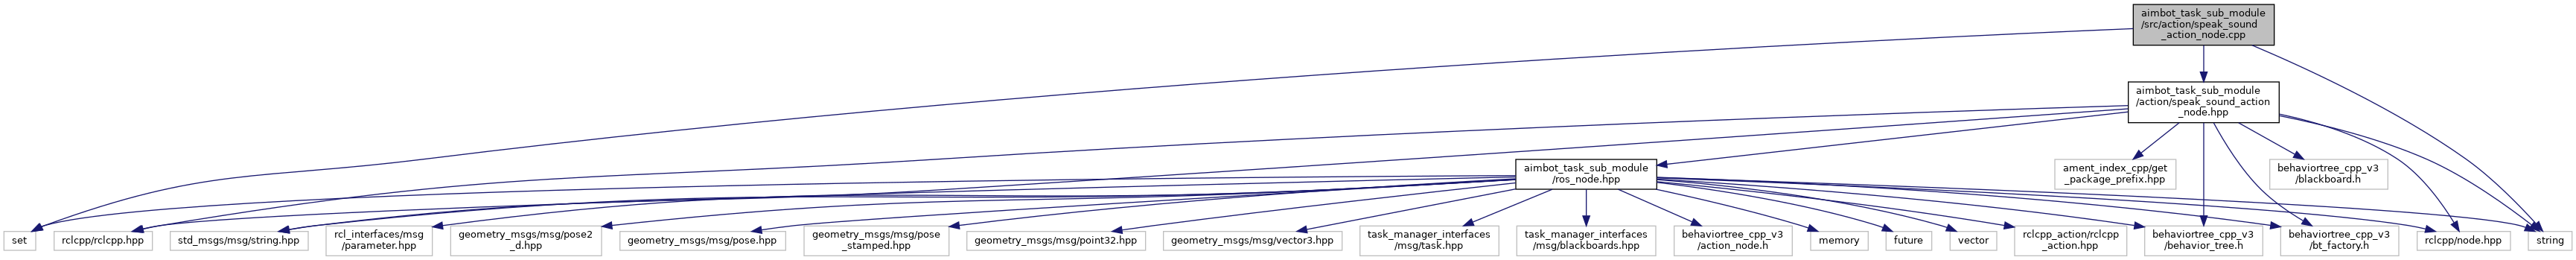 aimbot_task_sub_module
/src/action/speak_sound
_action_node.cpp
aimbot_task_sub_module
/action/speak_sound_action
_node.hpp
aimbot_task_sub_module
/ros_node.hpp
ament_index_cpp/get
_package_prefix.hpp
behaviortree_cpp_v3
/blackboard.h
set
rclcpp/rclcpp.hpp
std_msgs/msg/string.hpp
rcl_interfaces/msg
/parameter.hpp
geometry_msgs/msg/pose2
_d.hpp
geometry_msgs/msg/pose.hpp
geometry_msgs/msg/pose
_stamped.hpp
geometry_msgs/msg/point32.hpp
geometry_msgs/msg/vector3.hpp
task_manager_interfaces
/msg/task.hpp
task_manager_interfaces
/msg/blackboards.hpp
behaviortree_cpp_v3
/action_node.h
memory
future
vector
rclcpp_action/rclcpp
_action.hpp
behaviortree_cpp_v3
/behavior_tree.h
behaviortree_cpp_v3
/bt_factory.h
rclcpp/node.hpp
string